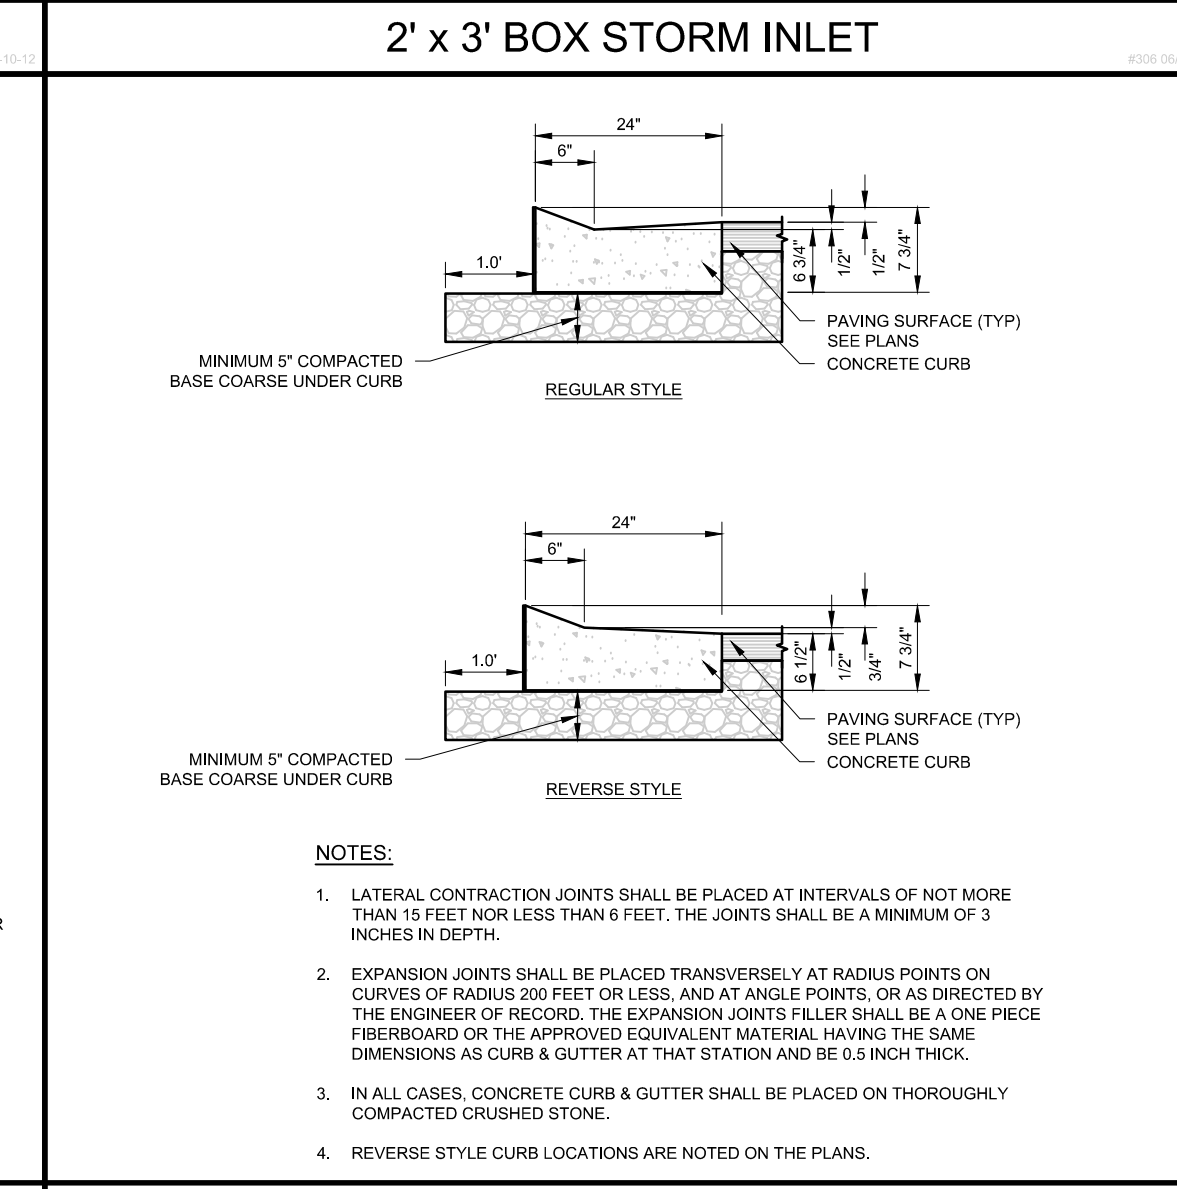 2' x 3' BOX STORM INLET
-10-12
#306 06/
24"
6"
1.0'
6 3/4"
1/2"
1/2"
7 3/4"
PAVING SURFACE (TYP)
SEE PLANS
CONCRETE CURB
MINIMUM 5" COMPACTED
BASE COARSE UNDER CURB
REGULAR STYLE
24"
6"
1.0'
6 1/2"
1/2"
3/4"
7 3/4"
PAVING SURFACE (TYP)
SEE PLANS
CONCRETE CURB
MINIMUM 5" COMPACTED
BASE COARSE UNDER CURB
REVERSE STYLE
NOTES:
1. LATERAL CONTRACTION JOINTS SHALL BE PLACED AT INTERVALS OF NOT MORE
THAN 15 FEET NOR LESS THAN 6 FEET. THE JOINTS SHALL BE A MINIMUM OF 3
INCHES IN DEPTH.
R
2. EXPANSION JOINTS SHALL BE PLACED TRANSVERSELY AT RADIUS POINTS ON
CURVES OF RADIUS 200 FEET OR LESS, AND AT ANGLE POINTS, OR AS DIRECTED BY
THE ENGINEER OF RECORD. THE EXPANSION JOINTS FILLER SHALL BE A ONE PIECE
FIBERBOARD OR THE APPROVED EQUIVALENT MATERIAL HAVING THE SAME
DIMENSIONS AS CURB & GUTTER AT THAT STATION AND BE 0.5 INCH THICK.
3. IN ALL CASES, CONCRETE CURB & GUTTER SHALL BE PLACED ON THOROUGHLY
COMPACTED CRUSHED STONE.
4. REVERSE STYLE CURB LOCATIONS ARE NOTED ON THE PLANS.